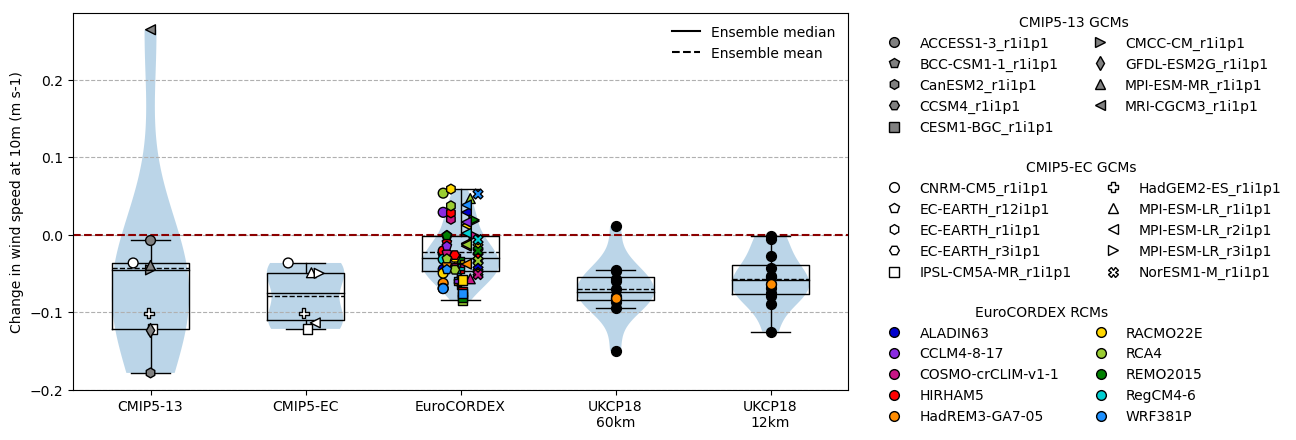 Change in wind speed at 10m (m s-1)
0.2
0.1
0.0
−0.1
−0.2
CMIP5-13
CMIP5-EC
EuroCORDEX
UKCP18
60km
UKCP18
12km
Ensemble median
Ensemble mean
CMIP5-13 GCMs
ACCESS1-3_r1i1p1
BCC-CSM1-1_r1i1p1
CanESM2_r1i1p1
CCSM4_r1i1p1
CESM1-BGC_r1i1p1
CMCC-CM_r1i1p1
GFDL-ESM2G_r1i1p1
MPI-ESM-MR_r1i1p1
MRI-CGCM3_r1i1p1
CMIP5-EC GCMs
CNRM-CM5_r1i1p1
EC-EARTH_r12i1p1
EC-EARTH_r1i1p1
EC-EARTH_r3i1p1
IPSL-CM5A-MR_r1i1p1
HadGEM2-ES_r1i1p1
MPI-ESM-LR_r1i1p1
MPI-ESM-LR_r2i1p1
MPI-ESM-LR_r3i1p1
NorESM1-M_r1i1p1
EuroCORDEX RCMs
ALADIN63
CCLM4-8-17
COSMO-crCLIM-v1-1
HIRHAM5
HadREM3-GA7-05
RACMO22E
RCA4
REMO2015
RegCM4-6
WRF381P